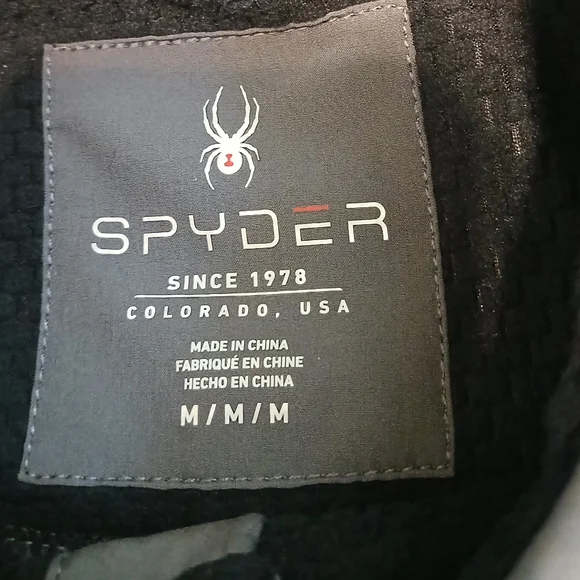 SPYDER
SINCE 1978
COLORADO, USA
MADE IN CHINA
FABRIQUÉ EN CHINE
HECHO EN CHINA
M/M/M